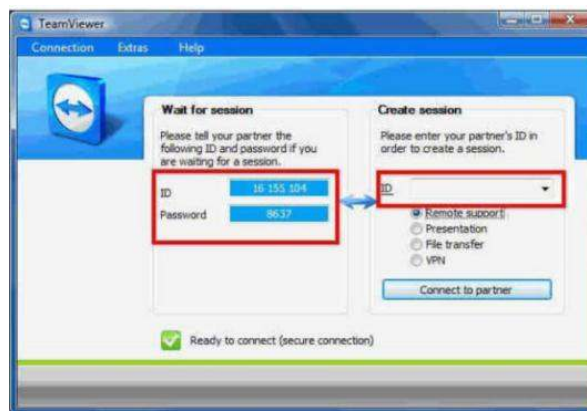 TeamViewer
Connection Extras Help
Wait for session
Please tell your partner the
following ID and password if you
are waiting for a session.
ID 16 155 104
Password 8637
Create session
Please enter your partner's ID in
order to create a session.
ID
Remote support
Presentation
File transfer
VPN
Connect to partner
Ready to connect (secure connection)